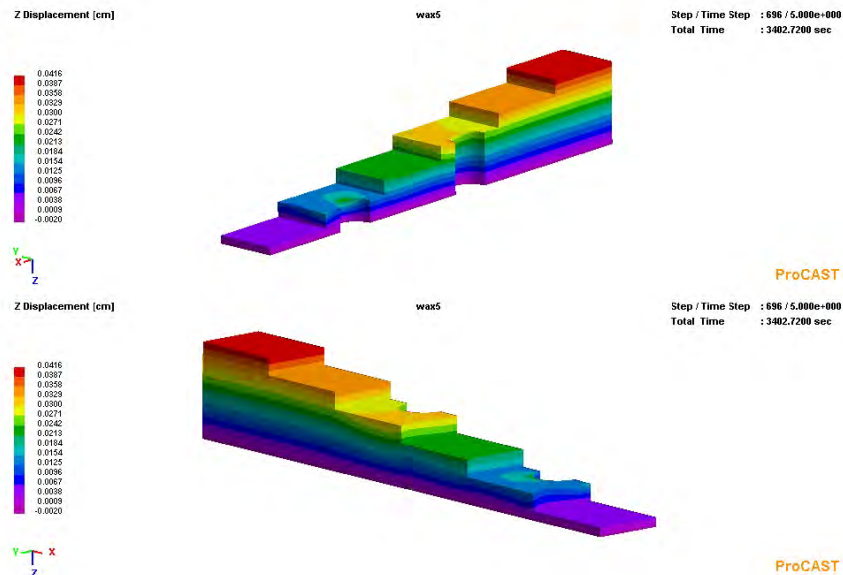 Z Displacement [cm]
wax5
Step / Time Step : 696 / 5.000e+000
Total Time : 3402.7200 sec
0.0416
0.0387
0.0358
0.0329
0.0300
0.0271
0.0242
0.0213
0.0184
0.0154
0.0125
0.0096
0.0067
0.0038
0.0009
-0.0020
Y
X
Z
ProCAST
Z Displacement [cm]
wax5
Step / Time Step : 696 / 5.000e+000
Total Time : 3402.7200 sec
0.0416
0.0387
0.0358
0.0329
0.0300
0.0271
0.0242
0.0213
0.0184
0.0154
0.0125
0.0096
0.0067
0.0038
0.0009
-0.0020
Y X
Z
ProCAST